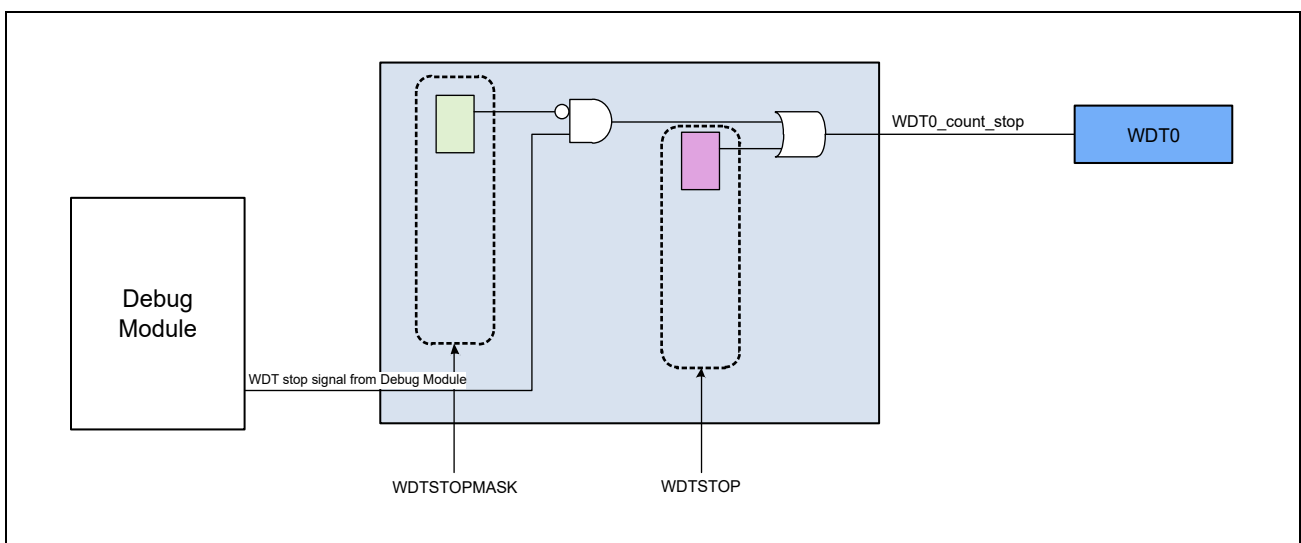 WDT0_count_stop
WDT0
Debug
Module
WDT stop signal from Debug Module
WDTSTOPMASK
WDTSTOP